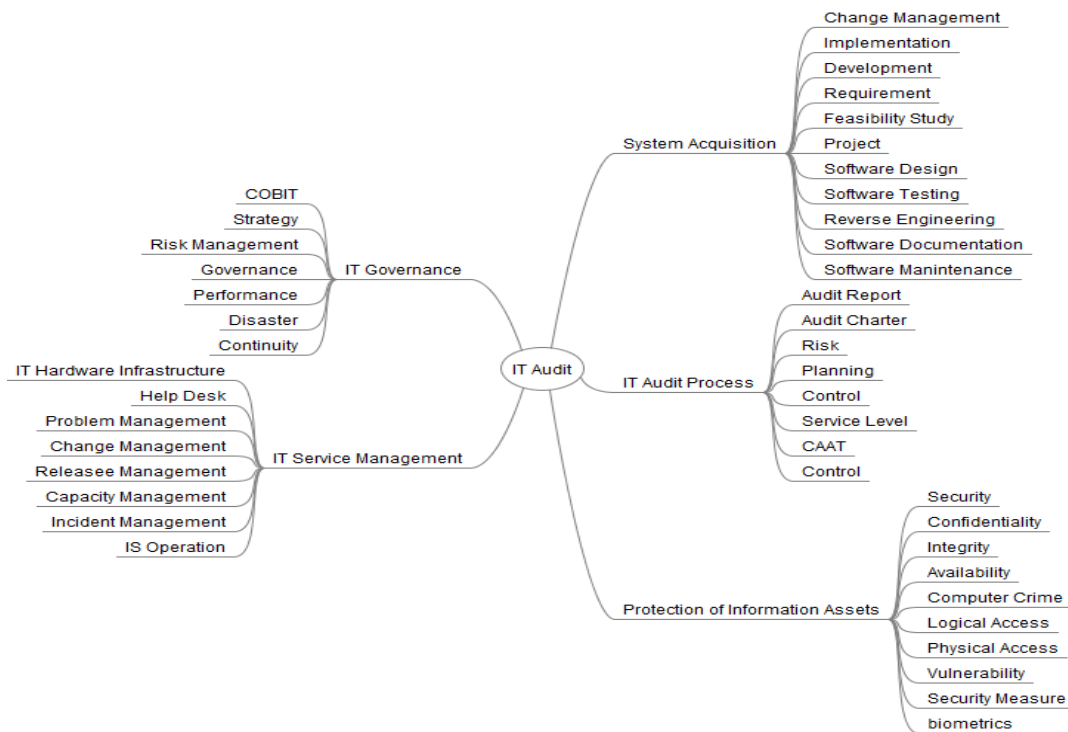 IT Audit
System Acquisition
Change Management
Implementation
Development
Requirement
Feasibility Study
Project
Software Design
Software Testing
Reverse Engineering
Software Documentation
Software Manintenance
IT Audit Process
Audit Report
Audit Charter
Risk
Planning
Control
Service Level
CAAT
Control
Protection of Information Assets
Security
Confidentiality
Integrity
Availability
Computer Crime
Logical Access
Physical Access
Vulnerability
Security Measure
biometrics
IT Governance
COBIT
Strategy
Risk Management
Governance
Performance
Disaster
Continuity
IT Service Management
IT Hardware Infrastructure
Help Desk
Problem Management
Change Management
Releasee Management
Capacity Management
Incident Management
IS Operation